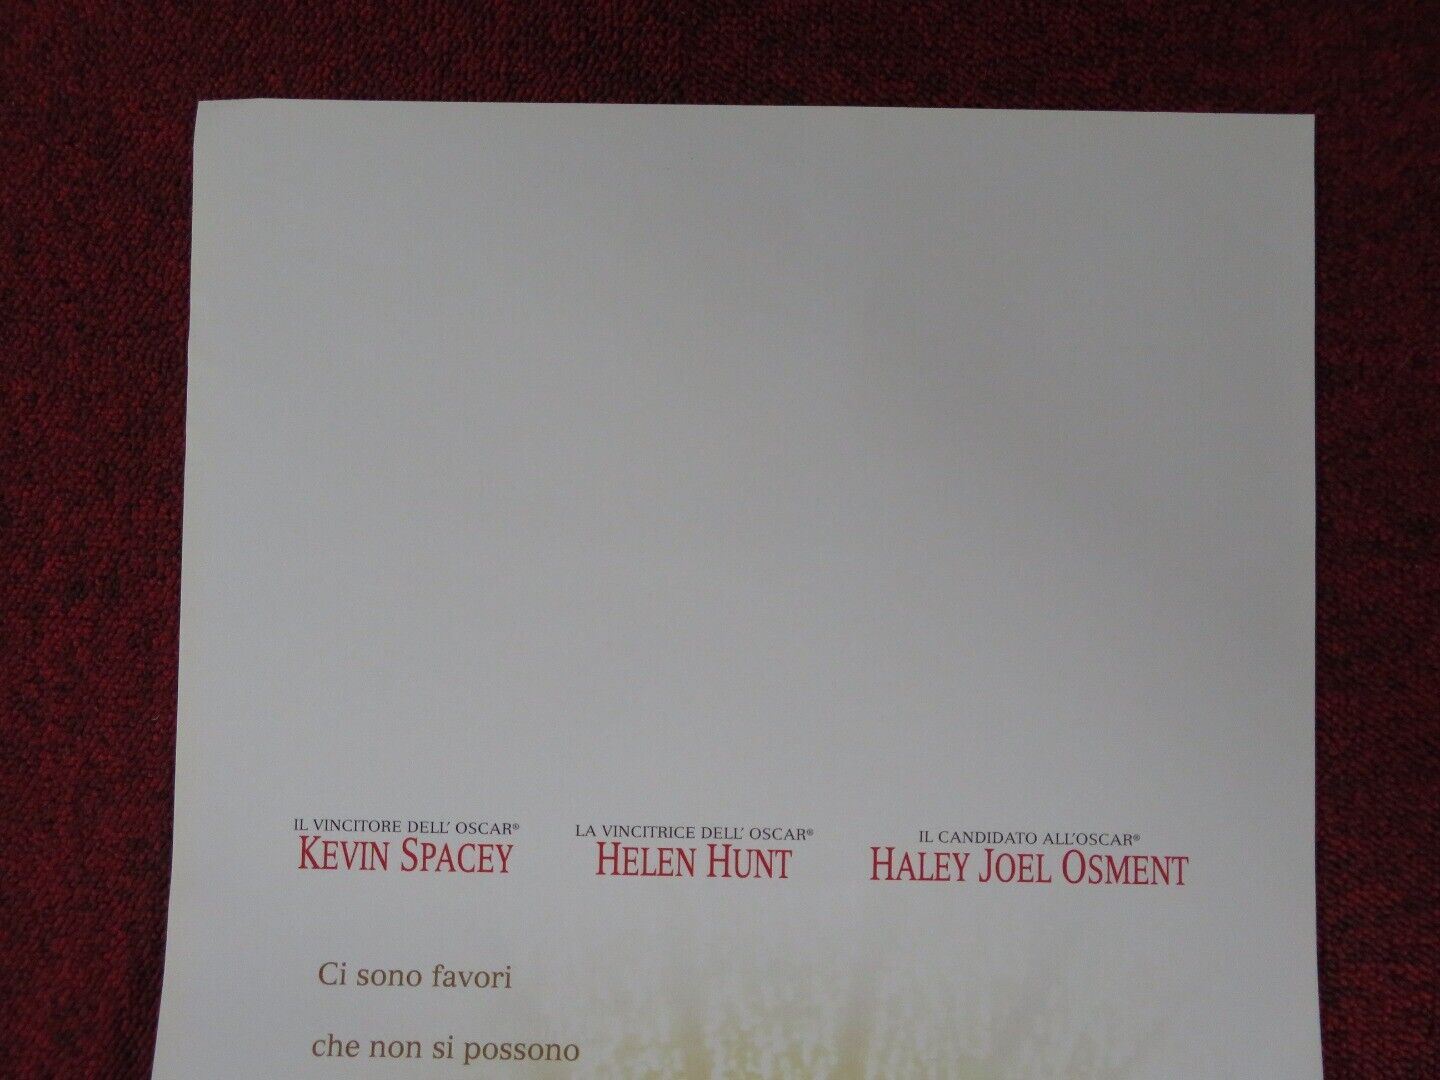 IL VINCITORE DELL' OSCAR®
KEVIN SPACEY
LA VINCITRICE DELL' OSCAR®
HELEN HUNT
IL CANDIDATO ALL'OSCAR®
HALEY JOEL OSMENT
Ci sono favori
che non si possono